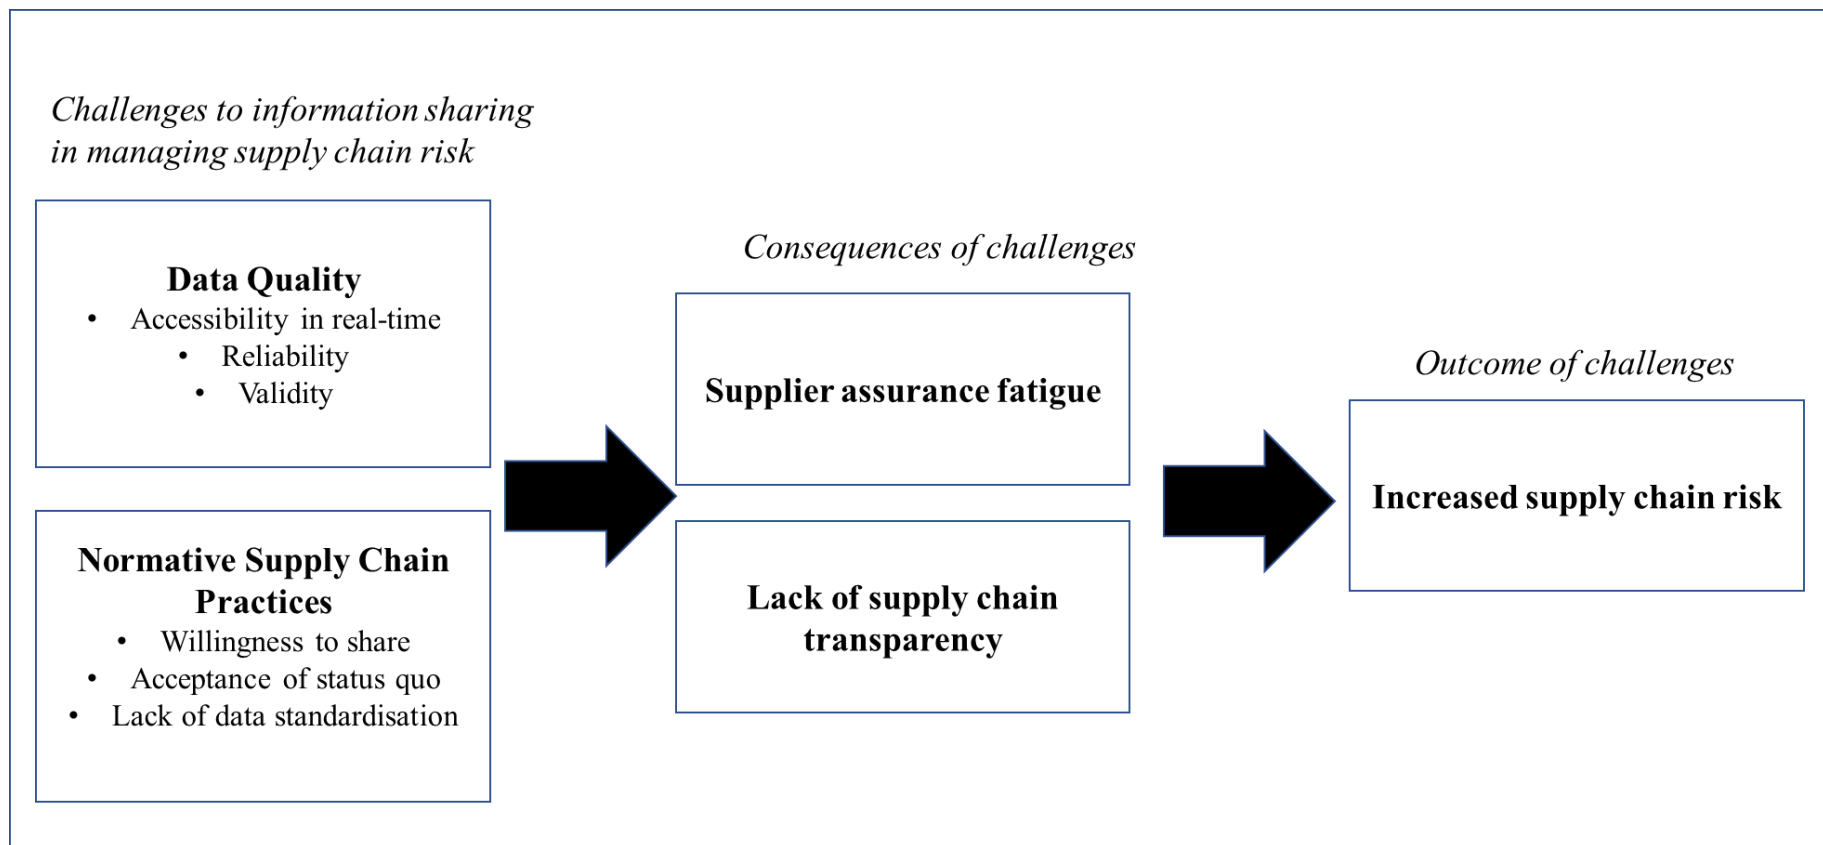 Challenges to information sharing
in managing supply chain risk
Data Quality
• Accessibility in real-time
• Reliability
• Validity
Normative Supply Chain
Practices
• Willingness to share
• Acceptance of status quo
• Lack of data standardisation
Consequences of challenges
Supplier assurance fatigue
Lack of supply chain
transparency
Outcome of challenges
Increased supply chain risk